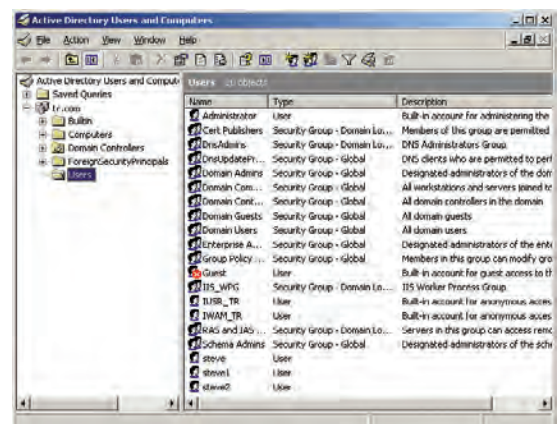 Active Directory Users and Computers
File Action View Window Help
Active Directory Users and Comput
Saved Queries
tr.com
Builtin
Computers
Domain Controllers
ForeignSecurityPrincipals
Users
Users 20 objects
Name Type Description
Administrator User Built-in account for administering the
Cert Publishers Security Group - Domain Lo... Members of this group are permitted
DnsAdmins Security Group - Domain Lo... DNS Administrators Group
DnsUpdatePr... Security Group - Global DNS clients who are permitted to perf
Domain Admins Security Group - Global Designated administrators of the dom
Domain Com... Security Group - Global All workstations and servers joined to
Domain Cont... Security Group - Global All domain controllers in the domain
Domain Guests Security Group - Global All domain guests
Domain Users Security Group - Global All domain users
Enterprise A... Security Group - Global Designated administrators of the ente
Group Policy ... Security Group - Global Members in this group can modify gro
Guest User Built-in account for guest access to th
IIS_WPG Security Group - Domain Lo... IIS Worker Process Group
IUSR_TR User Built-in account for anonymous acces
IWAM_TR User Built-in account for anonymous acces
RAS and IAS ... Security Group - Domain Lo... Servers in this group can access remo
Schema Admins Security Group - Global Designated administrators of the sche
steve User
steve1 User
steve2 User